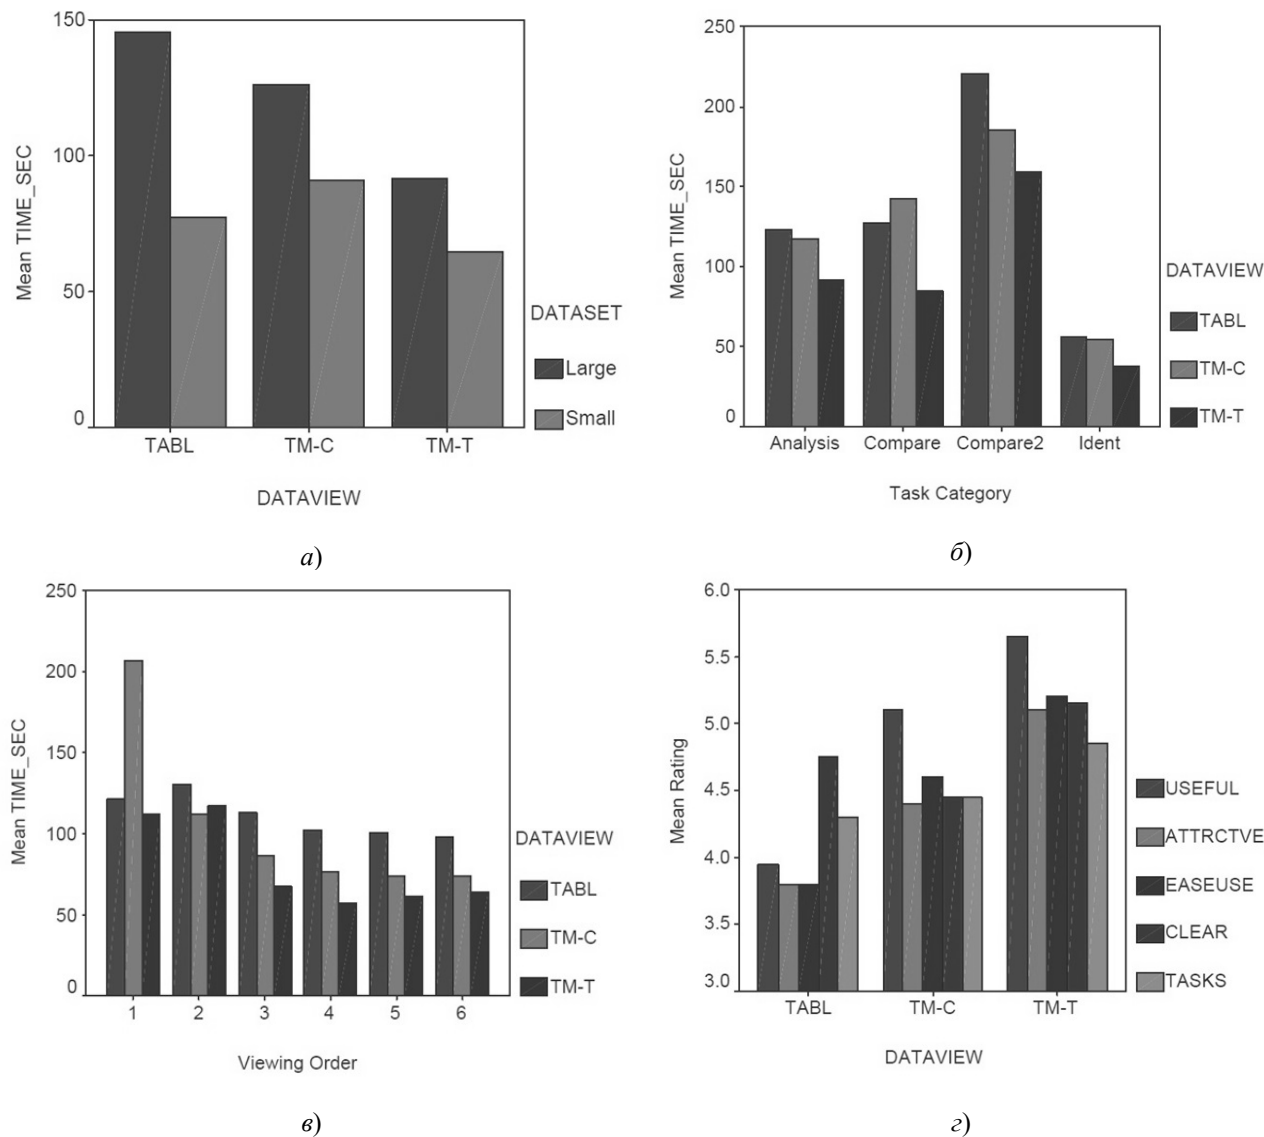 150
100
50
0
Mean TIME_SEC
TABL
TM-C
TM-T
DATAVIEW
DATASET
Large
Small
а)
250
200
150
100
50
0
Mean TIME_SEC
Analysis
Compare
Compare2
Ident
Task Category
DATAVIEW
TABL
TM-C
TM-T
б)
250
200
150
100
50
0
Mean TIME_SEC
1
2
3
4
5
6
Viewing Order
DATAVIEW
TABL
TM-C
TM-T
в)
6.0
5.5
5.0
4.5
4.0
3.5
3.0
Mean Rating
TABL
TM-C
TM-T
DATAVIEW
USEFUL
ATTRCTVE
EASEUSE
CLEAR
TASKS
г)